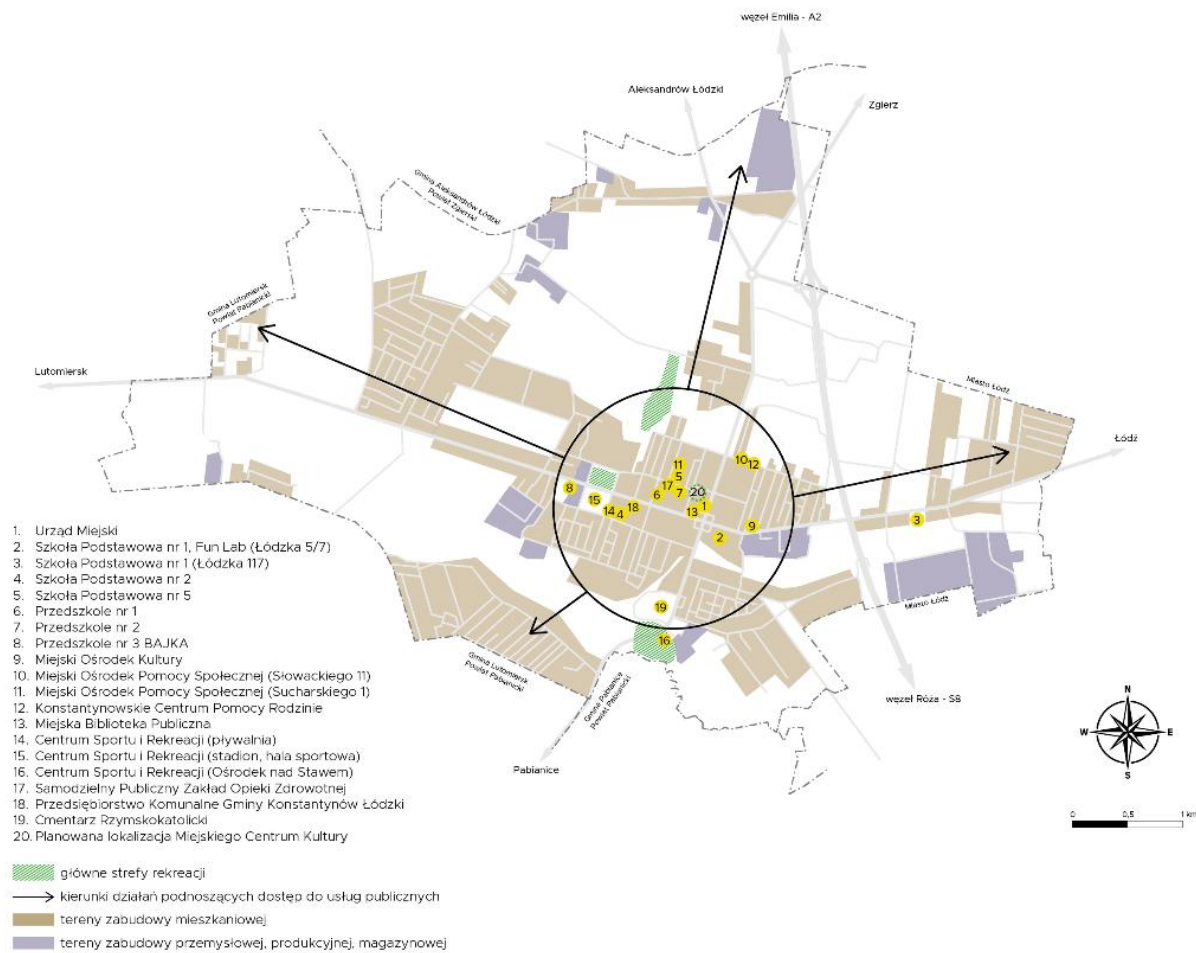 węzeł Emilia - A2
Aleksandrów Łódzki
Zgierz
Gmina Aleksandrów Łódzki
Powiat Zgierski
Gmina Lutomiersk
Powiat Pabianicki
Lutomiersk
Miasto Łódź
Łódź
11
10
12
5
17
20
8
6
7
15
18
13
1
14
4
9
3
2
19
Miasto Łódź
16
Gmina Lutomiersk
Powiat Pabianicki
Gmina Pabianice
Powiat Pabianicki
węzeł Róża - S8
Pabianice
N
W
E
S
0
0,5
1 km
1. Urząd Miejski
2. Szkoła Podstawowa nr 1, Fun Lab (Łódzka 5/7)
3. Szkoła Podstawowa nr 1 (Łódzka 117)
4. Szkoła Podstawowa nr 2
5. Szkoła Podstawowa nr 5
6. Przedszkole nr 1
7. Przedszkole nr 2
8. Przedszkole nr 3 BAJKA
9. Miejski Ośrodek Kultury
10. Miejski Ośrodek Pomocy Społecznej (Słowackiego 11)
11. Miejski Ośrodek Pomocy Społecznej (Sucharskiego 1)
12. Konstantynowskie Centrum Pomocy Rodzinie
13. Miejska Biblioteka Publiczna
14. Centrum Sportu i Rekreacji (pływalnia)
15. Centrum Sportu i Rekreacji (stadion, hala sportowa)
16. Centrum Sportu i Rekreacji (Ośrodek nad Stawem)
17. Samodzielny Publiczny Zakład Opieki Zdrowotnej
18. Przedsiębiorstwo Komunalne Gminy Konstantynów Łódzki
19. Cmentarz Rzymskokatolicki
20. Planowana lokalizacja Miejskiego Centrum Kultury
główne strefy rekreacji
kierunki działań podnoszących dostęp do usług publicznych
tereny zabudowy mieszkaniowej
tereny zabudowy przemysłowej, produkcyjnej, magazynowej